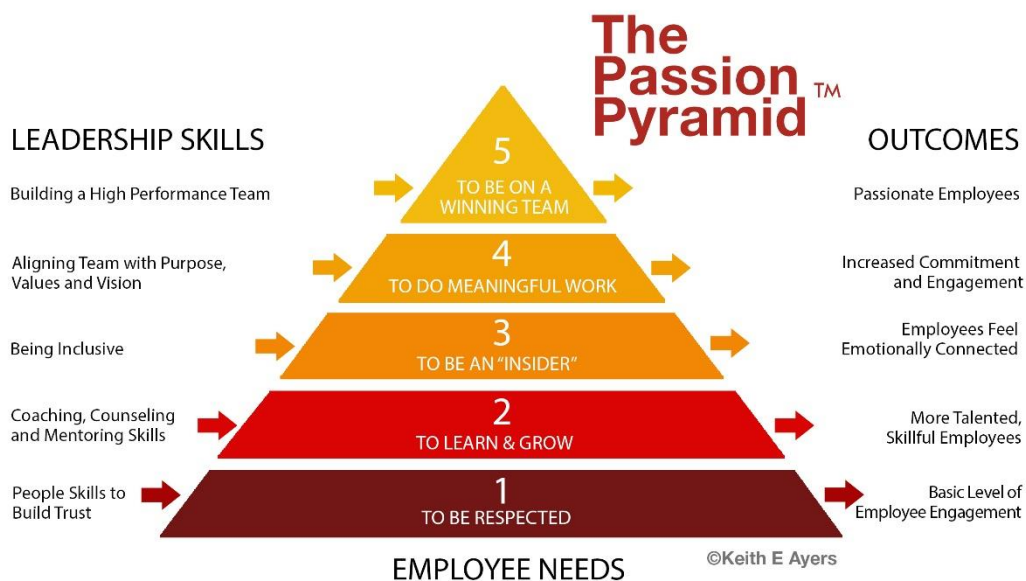 The
Passion
Pyramid TM
LEADERSHIP SKILLS
OUTCOMES
Building a High Performance Team
5
TO BE ON A
WINNING TEAM
Passionate Employees
Aligning Team with Purpose,
Values and Vision
4
TO DO MEANINGFUL WORK
Increased Commitment
and Engagement
Being Inclusive
3
TO BE AN “INSIDER”
Employees Feel
Emotionally Connected
Coaching, Counseling
and Mentoring Skills
2
TO LEARN & GROW
More Talented,
Skillful Employees
People Skills to
Build Trust
1
TO BE RESPECTED
Basic Level of
Employee Engagement
EMPLOYEE NEEDS
©Keith E Ayers